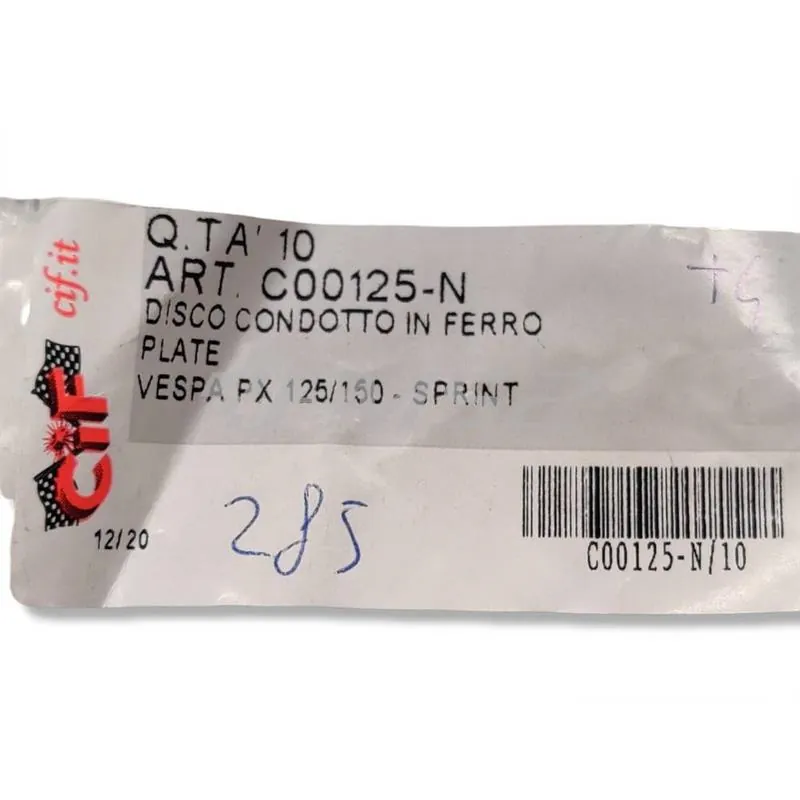 cif.it
Q.TA' 10
ART. C00125-N
DISCO CONDOTTO IN FERRO
PLATE
VESPA PX 125/150 - SPRINT
CiF
12/20
285
C00125-N/10